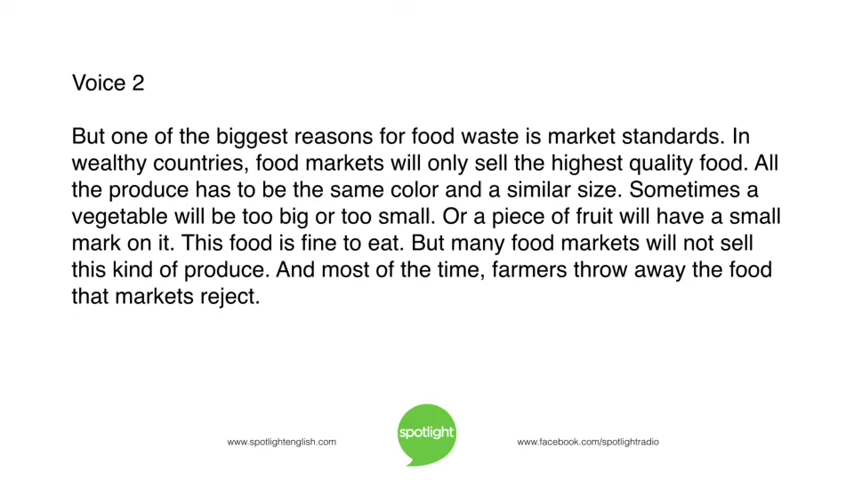 Voice 2
But one of the biggest reasons for food waste is market standards. In
wealthy countries, food markets will only sell the highest quality food. All
the produce has to be the same color and a similar size. Sometimes a
vegetable will be too big or too small. Or a piece of fruit will have a small
mark on it. This food is fine to eat. But many food markets will not sell
this kind of produce. And most of the time, farmers throw away the food
that markets reject.
www.spotlightenglish.com
spotlight
www.facebook.com/spotlightradio